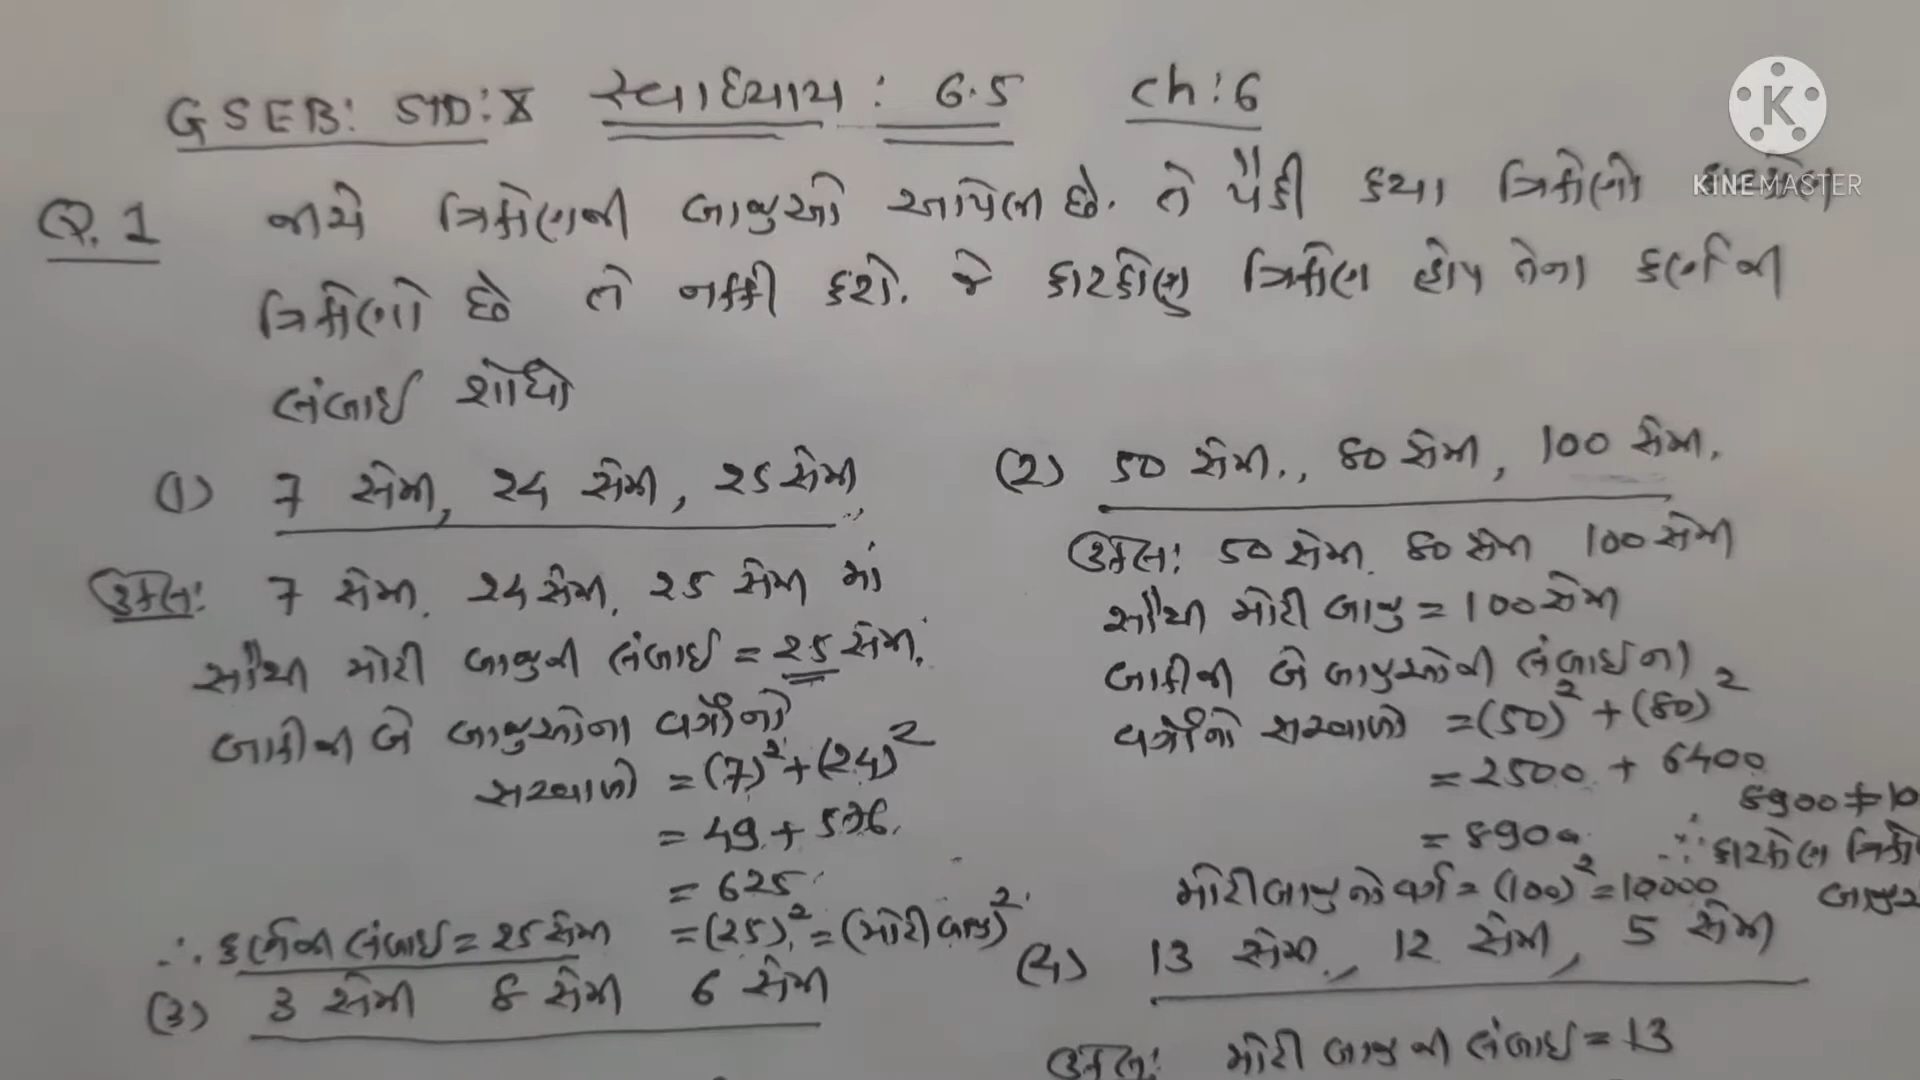 GSEB: STD: X સ્વાધ્યાય : 6.5 Ch: 6
K
KINEMASTER
Q.1 નીચે ત્રિકોણની બાજુઓ આપેલી છે. તે પૈકી કયા ત્રિકોણો
ત્રિકોણો છે તે નક્કી કરો. જે કાટકોણ ત્રિકોણ હોય તેના કર્ણની
લંબાઈ શોધો
(1) 7 સેમી, 24 સેમી, 25 સેમી
ઉકેલ: 7 સેમી, 24 સેમી, 25 સેમી માં
સૌથી મોટી બાજુની લંબાઈ = 25 સેમી.
બાકીની બે બાજુઓના વર્ગોનો
સરવાળો = (7)² + (24)²
= 49 + 576
= 625
= (25)² = (મોટી બાજુ)²
∴ કર્ણની લંબાઈ = 25 સેમી
(2) 50 સેમી., 80 સેમી, 100 સેમી.
ઉકેલ: 50 સેમી, 80 સેમી 100 સેમી
સૌથી મોટી બાજુ = 100 સેમી
બાકીની બે બાજુઓની લંબાઈના
વર્ગોનો સરવાળો = (50)² + (80)²
= 2500 + 6400
= 8900
8900 ≠ 10
∴ કાટકોણ
મોટી બાજુનો વર્ગ = (100)² = 10000
(3) 3 સેમી 8 સેમી 6 સેમી
(4) 13 સેમી, 12 સેમી, 5 સેમી
ઉકેલ: મોટી બાજુની લંબાઈ = 13